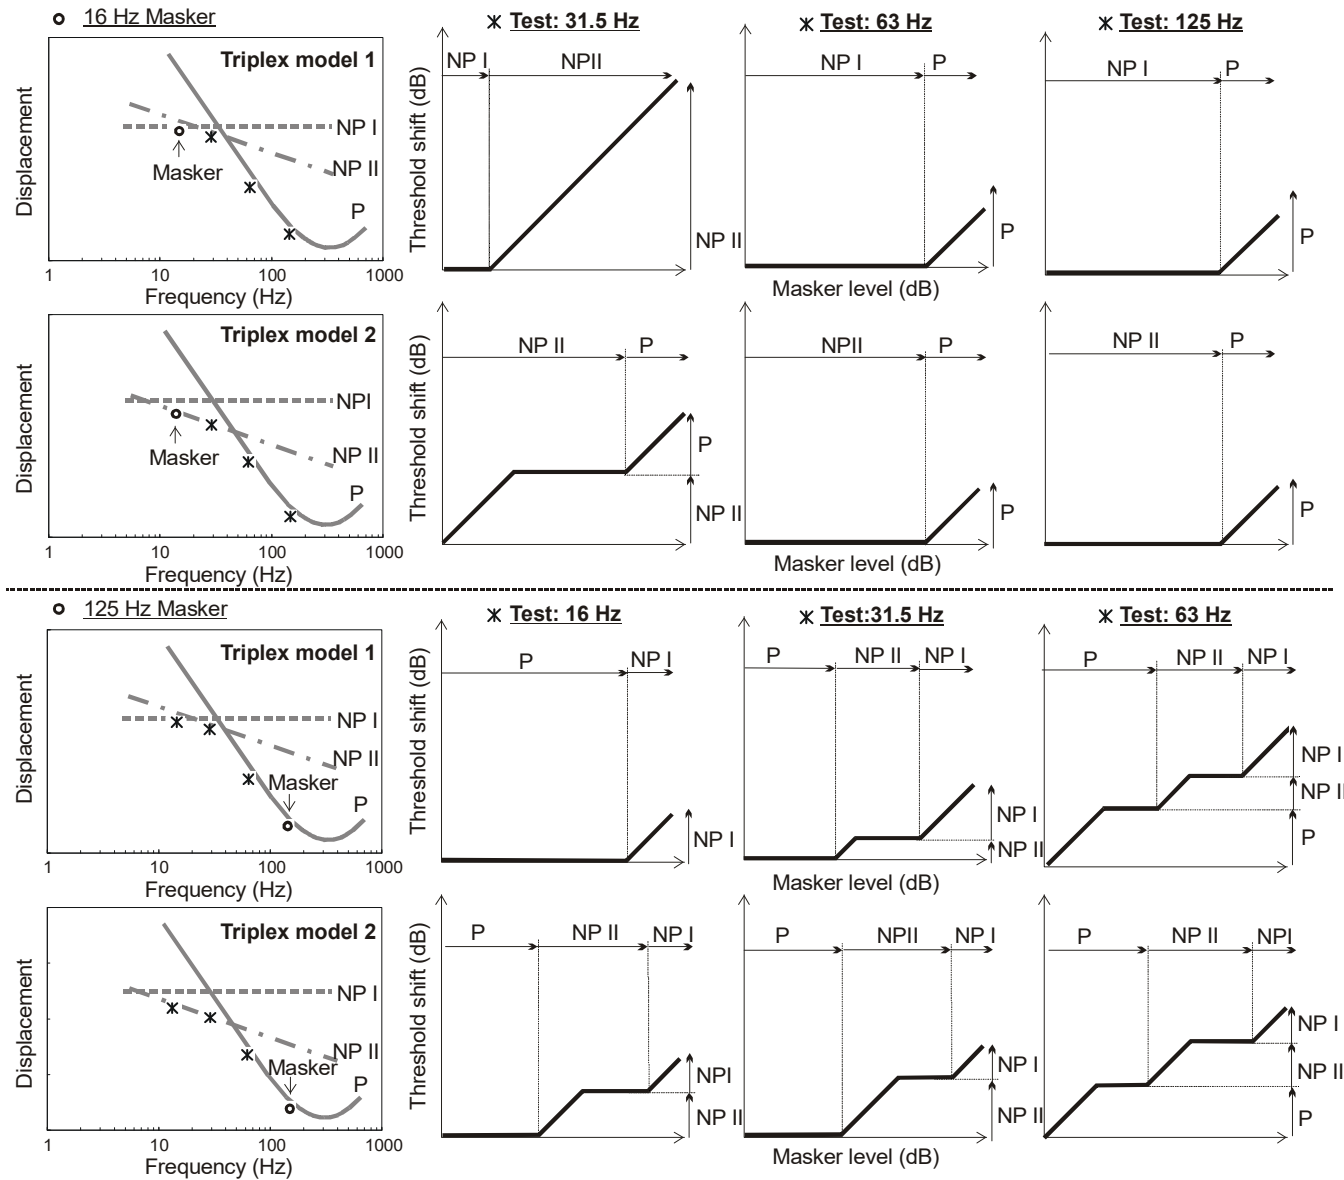 16 Hz Masker
Test: 31.5 Hz
Test: 63 Hz
Test: 125 Hz
Triplex model 1
Displacement
NP I
NP II
P
Masker
1 10 100 1000
Frequency (Hz)
Threshold shift (dB)
NP I NPII
NP II
NP I P
P
Masker level (dB)
NP I P
P
Triplex model 2
Displacement
NPI
NP II
P
Masker
1 10 100 1000
Frequency (Hz)
Threshold shift (dB)
NP II P
P
NP II
NPII P
P
Masker level (dB)
NP II P
P
125 Hz Masker
Test: 16 Hz
Test:31.5 Hz
Test: 63 Hz
Triplex model 1
Displacement
NP I
NP II
Masker
P
1 10 100 1000
Frequency (Hz)
Threshold shift (dB)
P NP I
NP I
P NP II NP I
NP I
NP II
Masker level (dB)
P NP II NP I
NP I
NP II
P
Triplex model 2
Displacement
NP I
NP II
Masker
P
1 10 100 1000
Frequency (Hz)
Threshold shift (dB)
P NP II NP I
NPI
NP II
P NPII NP I
NP I
NP II
Masker level (dB)
P NP II NPI
NP I
NP II
P